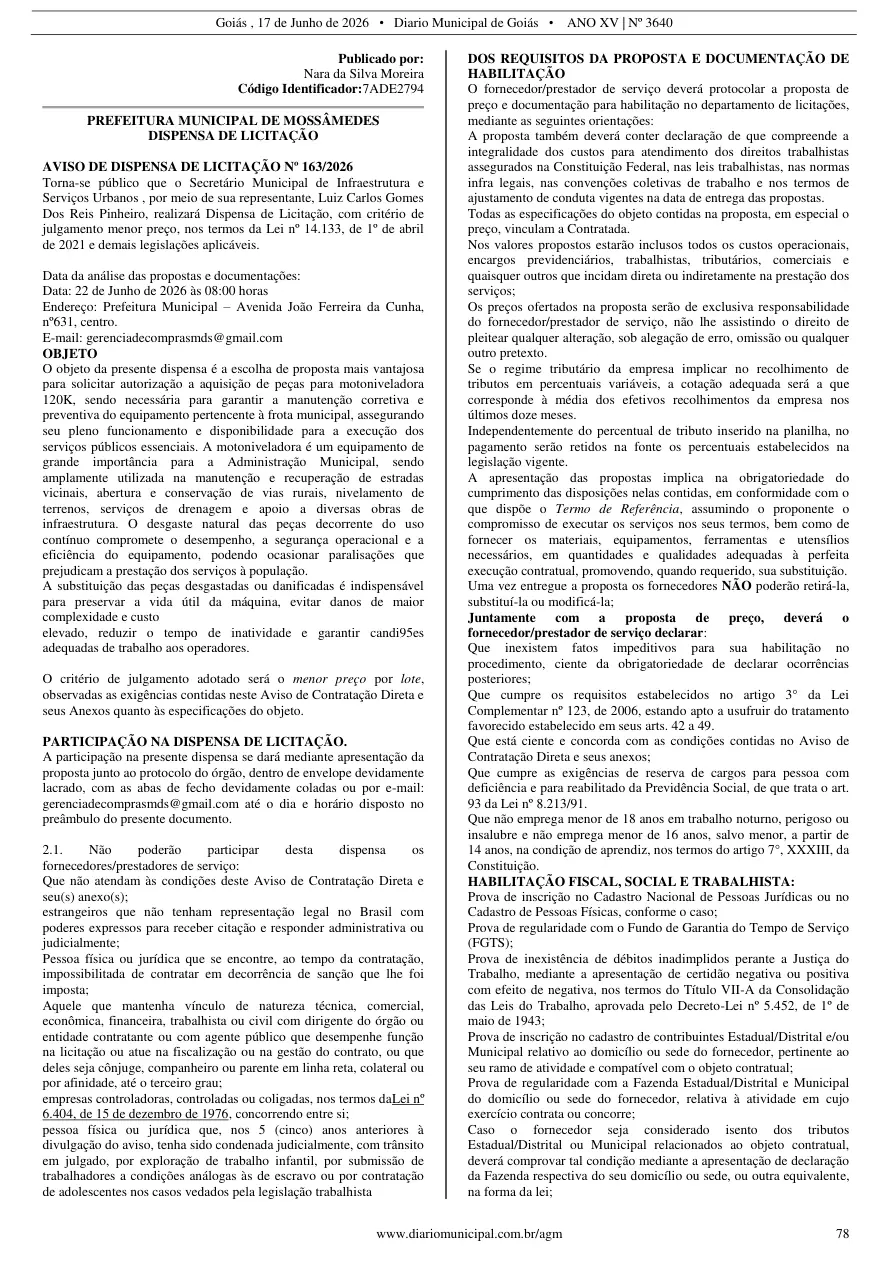 Goiás , 17 de Junho de 2026 • Diario Municipal de Goiás • ANO XV | Nº 3640
Publicado por:
Nara da Silva Moreira
Código Identificador:7ADE2794
PREFEITURA MUNICIPAL DE MOSSÂMEDES
DISPENSA DE LICITAÇÃO
AVISO DE DISPENSA DE LICITAÇÃO Nº 163/2026
Torna-se público que o Secretário Municipal de Infraestrutura e
Serviços Urbanos , por meio de sua representante, Luiz Carlos Gomes
Dos Reis Pinheiro, realizará Dispensa de Licitação, com critério de
julgamento menor preço, nos termos da Lei nº 14.133, de 1º de abril
de 2021 e demais legislações aplicáveis.
Data da análise das propostas e documentações:
Data: 22 de Junho de 2026 às 08:00 horas
Endereço: Prefeitura Municipal – Avenida João Ferreira da Cunha,
nº631, centro.
E-mail: gerenciadecomprasmds@gmail.com
OBJETO
O objeto da presente dispensa é a escolha de proposta mais vantajosa
para solicitar autorização a aquisição de peças para motoniveladora
120K, sendo necessária para garantir a manutenção corretiva e
preventiva do equipamento pertencente à frota municipal, assegurando
seu pleno funcionamento e disponibilidade para a execução dos
serviços públicos essenciais. A motoniveladora é um equipamento de
grande importância para a Administração Municipal, sendo
amplamente utilizada na manutenção e recuperação de estradas
vicinais, abertura e conservação de vias rurais, nivelamento de
terrenos, serviços de drenagem e apoio a diversas obras de
infraestrutura. O desgaste natural das peças decorrente do uso
contínuo compromete o desempenho, a segurança operacional e a
eficiência do equipamento, podendo ocasionar paralisações que
prejudicam a prestação dos serviços à população.
A substituição das peças desgastadas ou danificadas é indispensável
para preservar a vida útil da máquina, evitar danos de maior
complexidade e custo
elevado, reduzir o tempo de inatividade e garantir candi95es
adequadas de trabalho aos operadores.
O critério de julgamento adotado será o menor preço por lote,
observadas as exigências contidas neste Aviso de Contratação Direta e
seus Anexos quanto às especificações do objeto.
PARTICIPAÇÃO NA DISPENSA DE LICITAÇÃO.
A participação na presente dispensa se dará mediante apresentação da
proposta junto ao protocolo do órgão, dentro de envelope devidamente
lacrado, com as abas de fecho devidamente coladas ou por e-mail:
gerenciadecomprasmds@gmail.com até o dia e horário disposto no
preâmbulo do presente documento.
2.1. Não poderão participar desta dispensa os
fornecedores/prestadores de serviço:
Que não atendam às condições deste Aviso de Contratação Direta e
seu(s) anexo(s);
estrangeiros que não tenham representação legal no Brasil com
poderes expressos para receber citação e responder administrativa ou
judicialmente;
Pessoa física ou jurídica que se encontre, ao tempo da contratação,
impossibilitada de contratar em decorrência de sanção que lhe foi
imposta;
Aquele que mantenha vínculo de natureza técnica, comercial,
econômica, financeira, trabalhista ou civil com dirigente do órgão ou
entidade contratante ou com agente público que desempenhe função
na licitação ou atue na fiscalização ou na gestão do contrato, ou que
deles seja cônjuge, companheiro ou parente em linha reta, colateral ou
por afinidade, até o terceiro grau;
empresas controladoras, controladas ou coligadas, nos termos daLei nº
6.404, de 15 de dezembro de 1976, concorrendo entre si;
pessoa física ou jurídica que, nos 5 (cinco) anos anteriores à
divulgação do aviso, tenha sido condenada judicialmente, com trânsito
em julgado, por exploração de trabalho infantil, por submissão de
trabalhadores a condições análogas às de escravo ou por contratação
de adolescentes nos casos vedados pela legislação trabalhista
DOS REQUISITOS DA PROPOSTA E DOCUMENTAÇÃO DE
HABILITAÇÃO
O fornecedor/prestador de serviço deverá protocolar a proposta de
preço e documentação para habilitação no departamento de licitações,
mediante as seguintes orientações:
A proposta também deverá conter declaração de que compreende a
integralidade dos custos para atendimento dos direitos trabalhistas
assegurados na Constituição Federal, nas leis trabalhistas, nas normas
infra legais, nas convenções coletivas de trabalho e nos termos de
ajustamento de conduta vigentes na data de entrega das propostas.
Todas as especificações do objeto contidas na proposta, em especial o
preço, vinculam a Contratada.
Nos valores propostos estarão inclusos todos os custos operacionais,
encargos previdenciários, trabalhistas, tributários, comerciais e
quaisquer outros que incidam direta ou indiretamente na prestação dos
serviços;
Os preços ofertados na proposta serão de exclusiva responsabilidade
do fornecedor/prestador de serviço, não lhe assistindo o direito de
pleitear qualquer alteração, sob alegação de erro, omissão ou qualquer
outro pretexto.
Se o regime tributário da empresa implicar no recolhimento de
tributos em percentuais variáveis, a cotação adequada será a que
corresponde à média dos efetivos recolhimentos da empresa nos
últimos doze meses.
Independentemente do percentual de tributo inserido na planilha, no
pagamento serão retidos na fonte os percentuais estabelecidos na
legislação vigente.
A apresentação das propostas implica na obrigatoriedade do
cumprimento das disposições nelas contidas, em conformidade com o
que dispõe o Termo de Referência, assumindo o proponente o
compromisso de executar os serviços nos seus termos, bem como de
fornecer os materiais, equipamentos, ferramentas e utensílios
necessários, em quantidades e qualidades adequadas à perfeita
execução contratual, promovendo, quando requerido, sua substituição.
Uma vez entregue a proposta os fornecedores NÃO poderão retirá-la,
substituí-la ou modificá-la;
Juntamente com a proposta de preço, deverá o
fornecedor/prestador de serviço declarar:
Que inexistem fatos impeditivos para sua habilitação no
procedimento, ciente da obrigatoriedade de declarar ocorrências
posteriores;
Que cumpre os requisitos estabelecidos no artigo 3° da Lei
Complementar nº 123, de 2006, estando apto a usufruir do tratamento
favorecido estabelecido em seus arts. 42 a 49.
Que está ciente e concorda com as condições contidas no Aviso de
Contratação Direta e seus anexos;
Que cumpre as exigências de reserva de cargos para pessoa com
deficiência e para reabilitado da Previdência Social, de que trata o art.
93 da Lei nº 8.213/91.
Que não emprega menor de 18 anos em trabalho noturno, perigoso ou
insalubre e não emprega menor de 16 anos, salvo menor, a partir de
14 anos, na condição de aprendiz, nos termos do artigo 7°, XXXIII, da
Constituição.
HABILITAÇÃO FISCAL, SOCIAL E TRABALHISTA:
Prova de inscrição no Cadastro Nacional de Pessoas Jurídicas ou no
Cadastro de Pessoas Físicas, conforme o caso;
Prova de regularidade com o Fundo de Garantia do Tempo de Serviço
(FGTS);
Prova de inexistência de débitos inadimplidos perante a Justiça do
Trabalho, mediante a apresentação de certidão negativa ou positiva
com efeito de negativa, nos termos do Título VII-A da Consolidação
das Leis do Trabalho, aprovada pelo Decreto-Lei nº 5.452, de 1º de
maio de 1943;
Prova de inscrição no cadastro de contribuintes Estadual/Distrital e/ou
Municipal relativo ao domicílio ou sede do fornecedor, pertinente ao
seu ramo de atividade e compatível com o objeto contratual;
Prova de regularidade com a Fazenda Estadual/Distrital e Municipal
do domicílio ou sede do fornecedor, relativa à atividade em cujo
exercício contrata ou concorre;
Caso o fornecedor seja considerado isento dos tributos
Estadual/Distrital ou Municipal relacionados ao objeto contratual,
deverá comprovar tal condição mediante a apresentação de declaração
da Fazenda respectiva do seu domicílio ou sede, ou outra equivalente,
na forma da lei;
www.diariomunicipal.com.br/agm 78